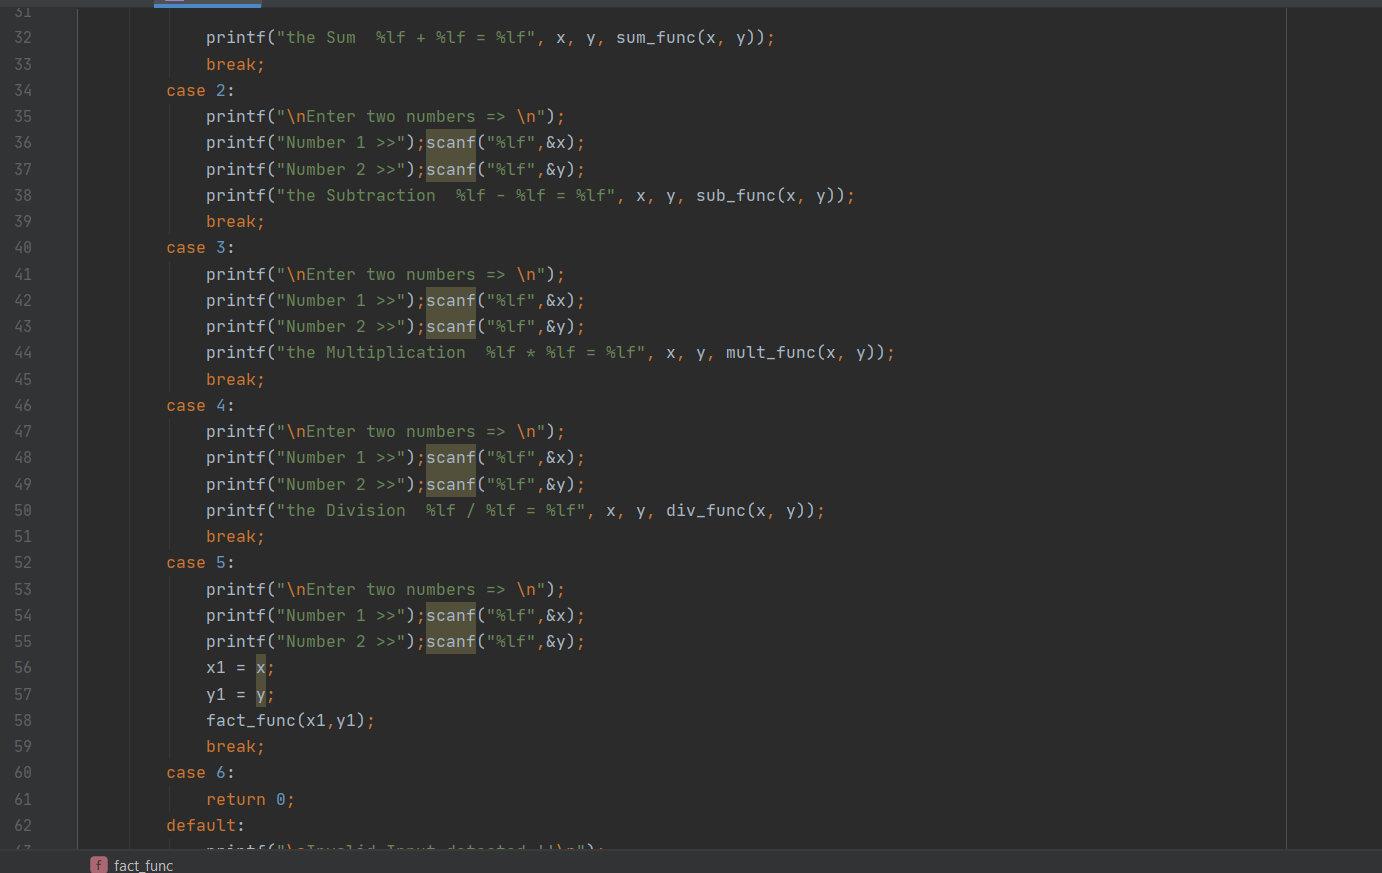 31
32 printf("the Sum  %lf + %lf = %lf", x, y, sum_func(x, y));
33 break;
34 case 2:
35 printf("\nEnter two numbers => \n");
36 printf("Number 1 >>");scanf("%lf",&x);
37 printf("Number 2 >>");scanf("%lf",&y);
38 printf("the Subtraction  %lf - %lf = %lf", x, y, sub_func(x, y));
39 break;
40 case 3:
41 printf("\nEnter two numbers => \n");
42 printf("Number 1 >>");scanf("%lf",&x);
43 printf("Number 2 >>");scanf("%lf",&y);
44 printf("the Multiplication  %lf * %lf = %lf", x, y, mult_func(x, y));
45 break;
46 case 4:
47 printf("\nEnter two numbers => \n");
48 printf("Number 1 >>");scanf("%lf",&x);
49 printf("Number 2 >>");scanf("%lf",&y);
50 printf("the Division  %lf / %lf = %lf", x, y, div_func(x, y));
51 break;
52 case 5:
53 printf("\nEnter two numbers => \n");
54 printf("Number 1 >>");scanf("%lf",&x);
55 printf("Number 2 >>");scanf("%lf",&y);
56 x1 = x;
57 y1 = y;
58 fact_func(x1,y1);
59 break;
60 case 6:
61 return 0;
62 default:
printf("\nInvalid Input detected !!\n");
f fact_func